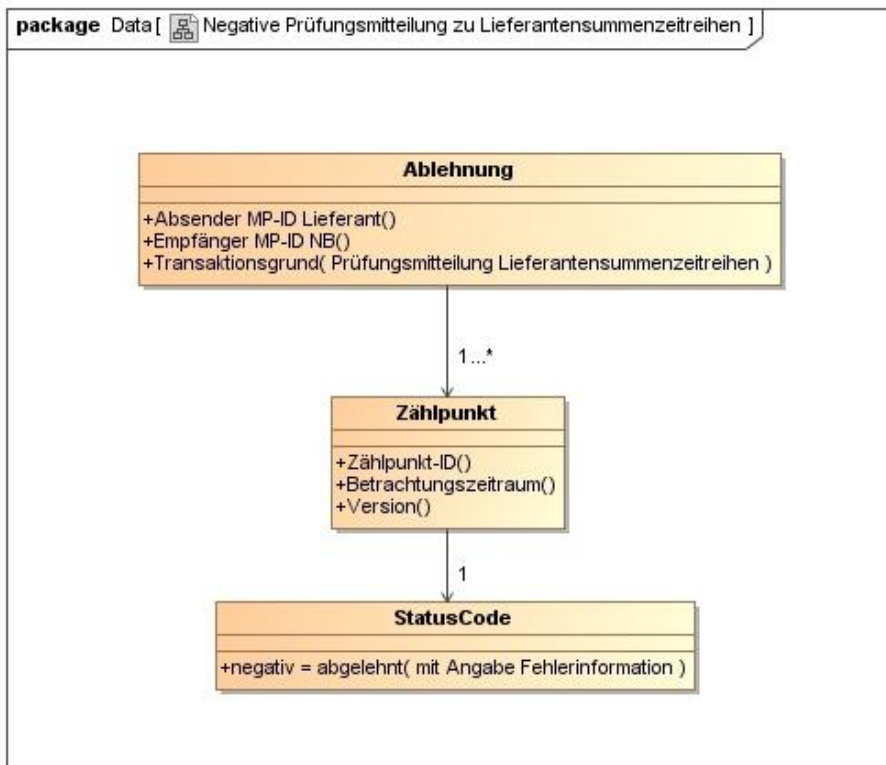 package Data[ Negative Prüfungsmitteilung zu Lieferantensummenzeitreihen ]
Ablehnung
+Absender MP-ID Lieferant()
+Empfänger MP-ID NB()
+Transaktionsgrund( Prüfungsmitteilung Lieferantensummenzeitreihen )
1...*
Zählpunkt
+Zählpunkt-ID()
+Betrachtungszeitraum()
+Version()
1
StatusCode
+negativ = abgelehnt( mit Angabe Fehlerinformation )